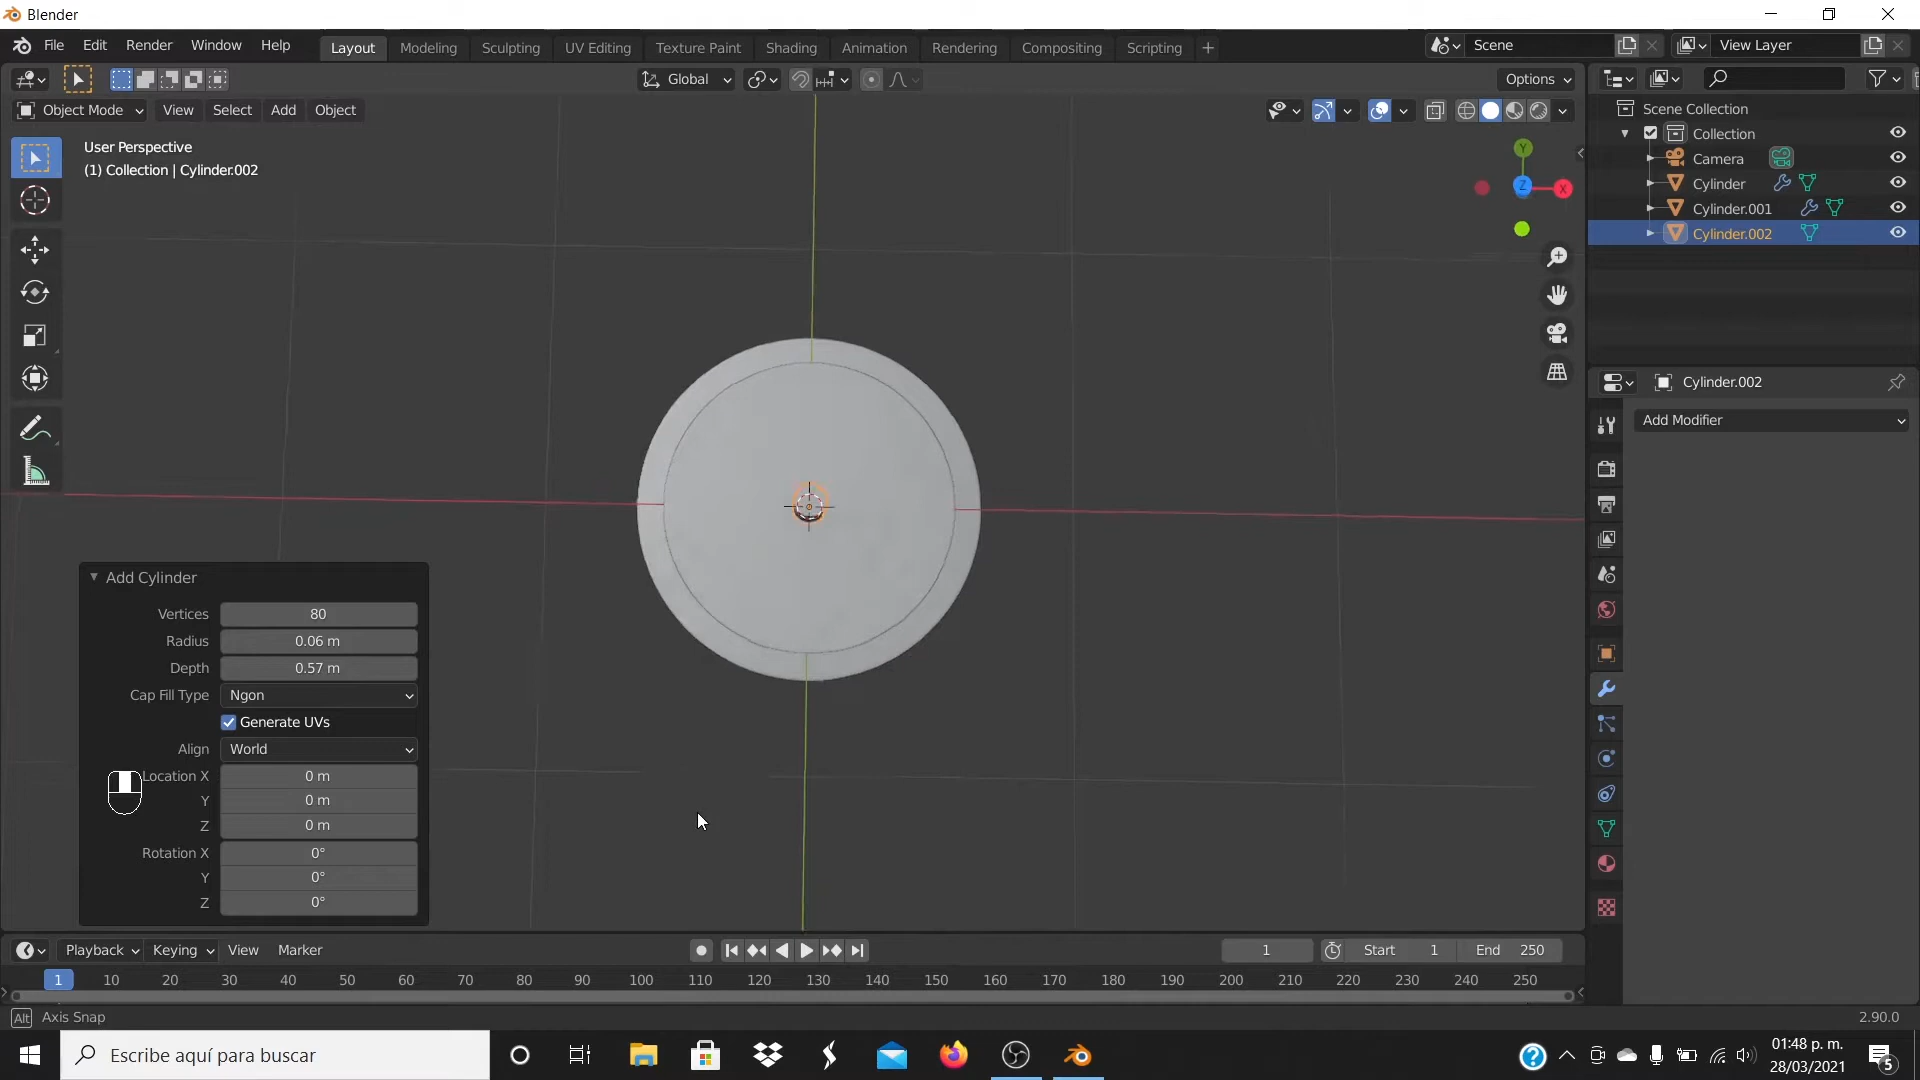 Blender
File Edit Render Window Help Layout Modeling Sculpting UV Editing Texture Paint Shading Animation Rendering Compositing Scripting + Scene View Layer
Global Options
Object Mode View Select Add Object
User Perspective
(1) Collection | Cylinder.002
Y
Z
X
Scene Collection
Collection
Camera
Cylinder
Cylinder.001
Cylinder.002
Cylinder.002
Add Modifier
Add Cylinder
Vertices 80
Radius 0.06 m
Depth 0.57 m
Cap Fill Type Ngon
Generate UVs
Align World
Location X 0 m
Y 0 m
Z 0 m
Rotation X 0°
Y 0°
Z 0°
Playback Keying View Marker 1 Start 1 End 250
1 10 20 30 40 50 60 70 80 90 100 110 120 130 140 150 160 170 180 190 200 210 220 230 240 250
Alt Axis Snap 2.90.0
Escribe aquí para buscar
01:48 p. m.
28/03/2021
5